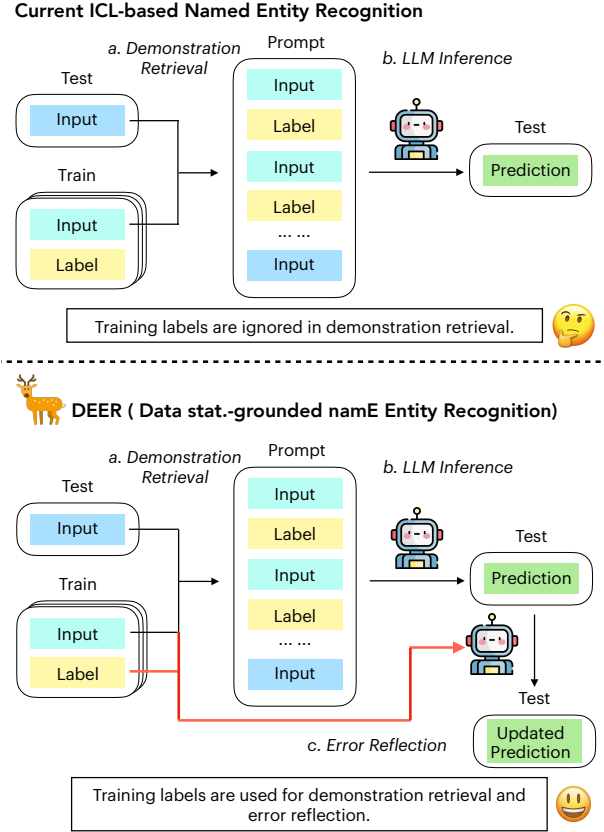 Current ICL-based Named Entity Recognition
a. Demonstration
Retrieval
Prompt
b. LLM Inference
Test
Input
Train
Input
Label
Input
Label
Input
Label
... ...
Input
Test
Prediction
Training labels are ignored in demonstration retrieval.
DEER ( Data stat.-grounded namE Entity Recognition)
a. Demonstration
Retrieval
Prompt
b. LLM Inference
Test
Input
Train
Input
Label
Input
Label
Input
Label
... ...
Input
Test
Prediction
Test
Updated
Prediction
c. Error Reflection
Training labels are used for demonstration retrieval and
error reflection.